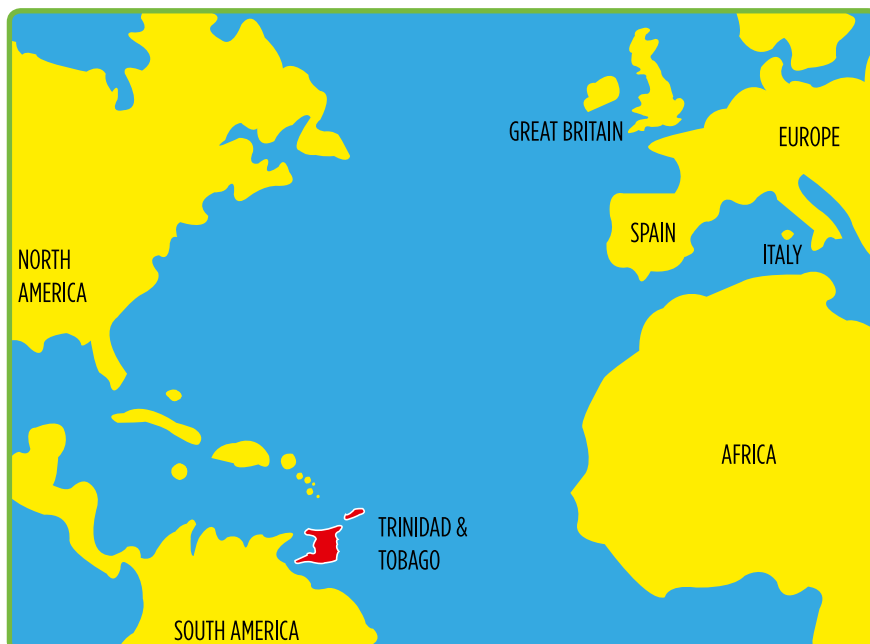 GREAT BRITAIN
EUROPE
SPAIN
ITALY
NORTH
AMERICA
AFRICA
TRINIDAD &
TOBAGO
SOUTH AMERICA